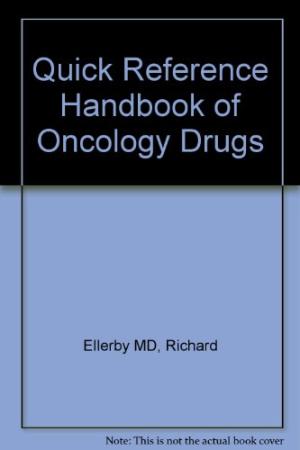 Quick Reference
Handbook of
Oncology Drugs
Ellerby MD, Richard
Note: This is not the actual book cover